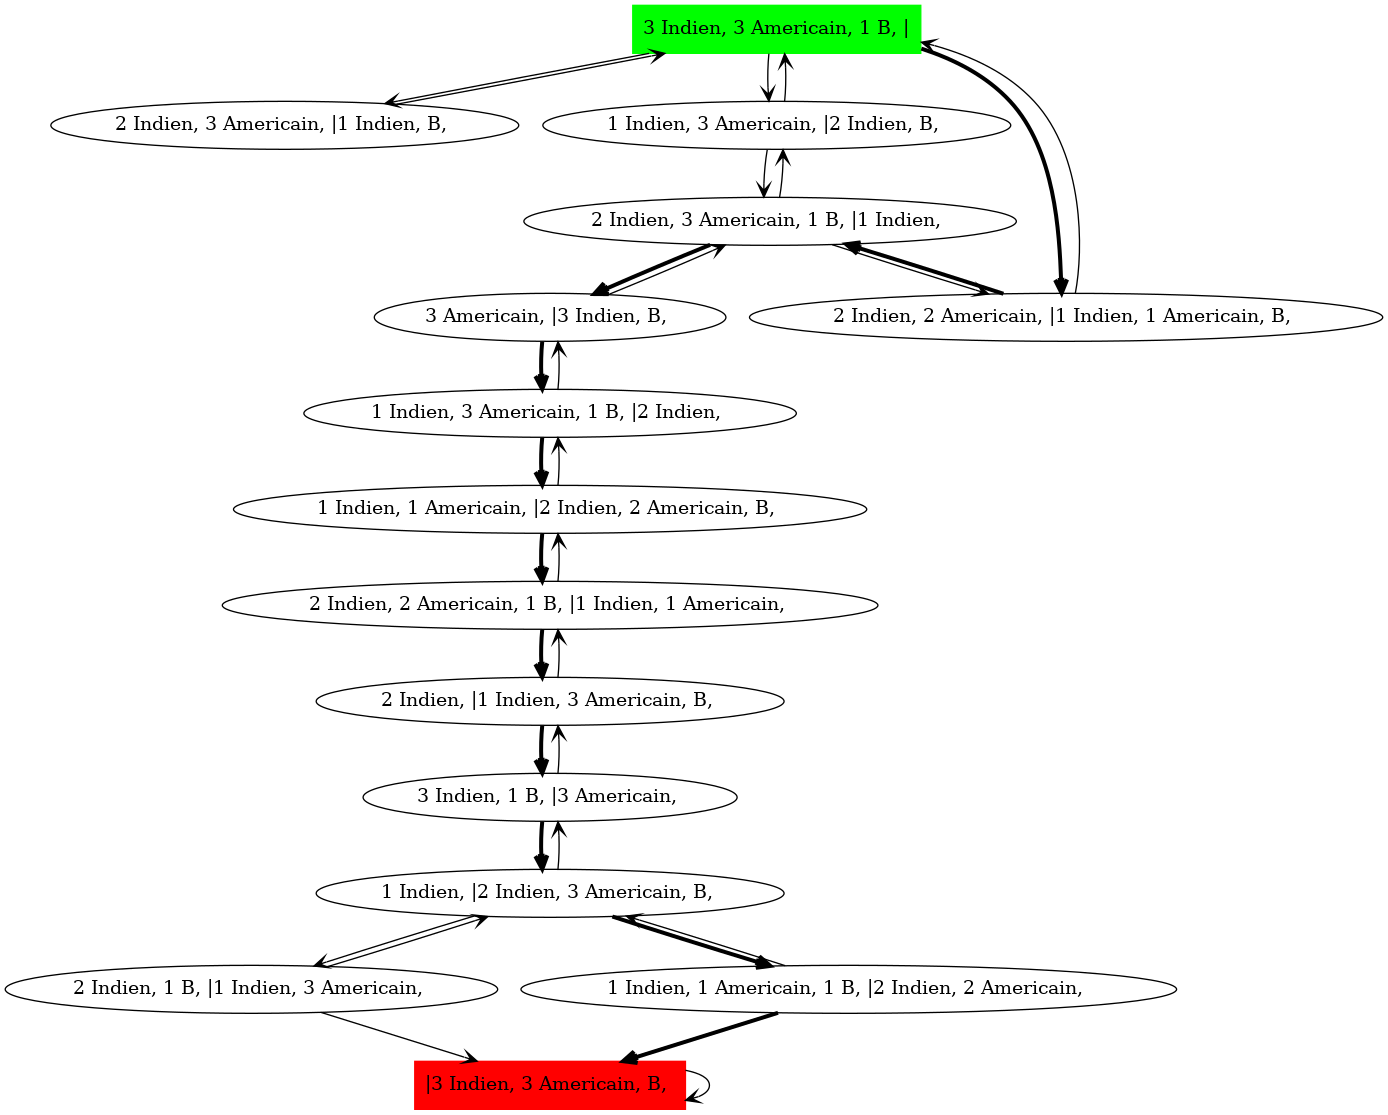 3 Indien, 3 Americain, 1 B, |
2 Indien, 3 Americain, |1 Indien, B,
1 Indien, 3 Americain, |2 Indien, B,
2 Indien, 3 Americain, 1 B, |1 Indien,
3 Americain, |3 Indien, B,
2 Indien, 2 Americain, |1 Indien, 1 Americain, B,
1 Indien, 3 Americain, 1 B, |2 Indien,
1 Indien, 1 Americain, |2 Indien, 2 Americain, B,
2 Indien, 2 Americain, 1 B, |1 Indien, 1 Americain,
2 Indien, |1 Indien, 3 Americain, B,
3 Indien, 1 B, |3 Americain,
1 Indien, |2 Indien, 3 Americain, B,
2 Indien, 1 B, |1 Indien, 3 Americain,
1 Indien, 1 Americain, 1 B, |2 Indien, 2 Americain,
|3 Indien, 3 Americain, B,